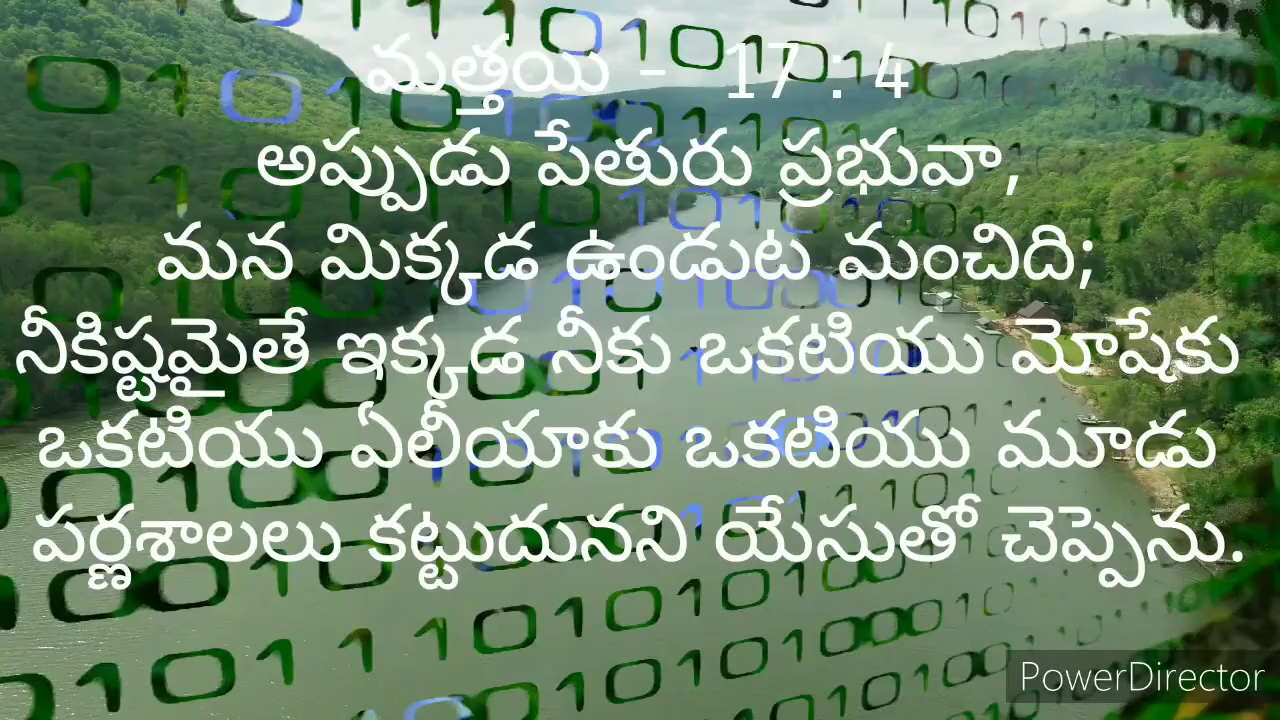 మత్తయి - 17 : 4
అప్పుడు పేతురు ప్రభువా,
మన మిక్కడ ఉండుట మంచిది;
నీకిష్టమైతే ఇక్కడ నీకు ఒకటియు మోషేకు
ఒకటియు ఏలీయాకు ఒకటియు మూడు
పర్ణశాలలు కట్టుదునని యేసుతో చెప్పెను.
PowerDirector